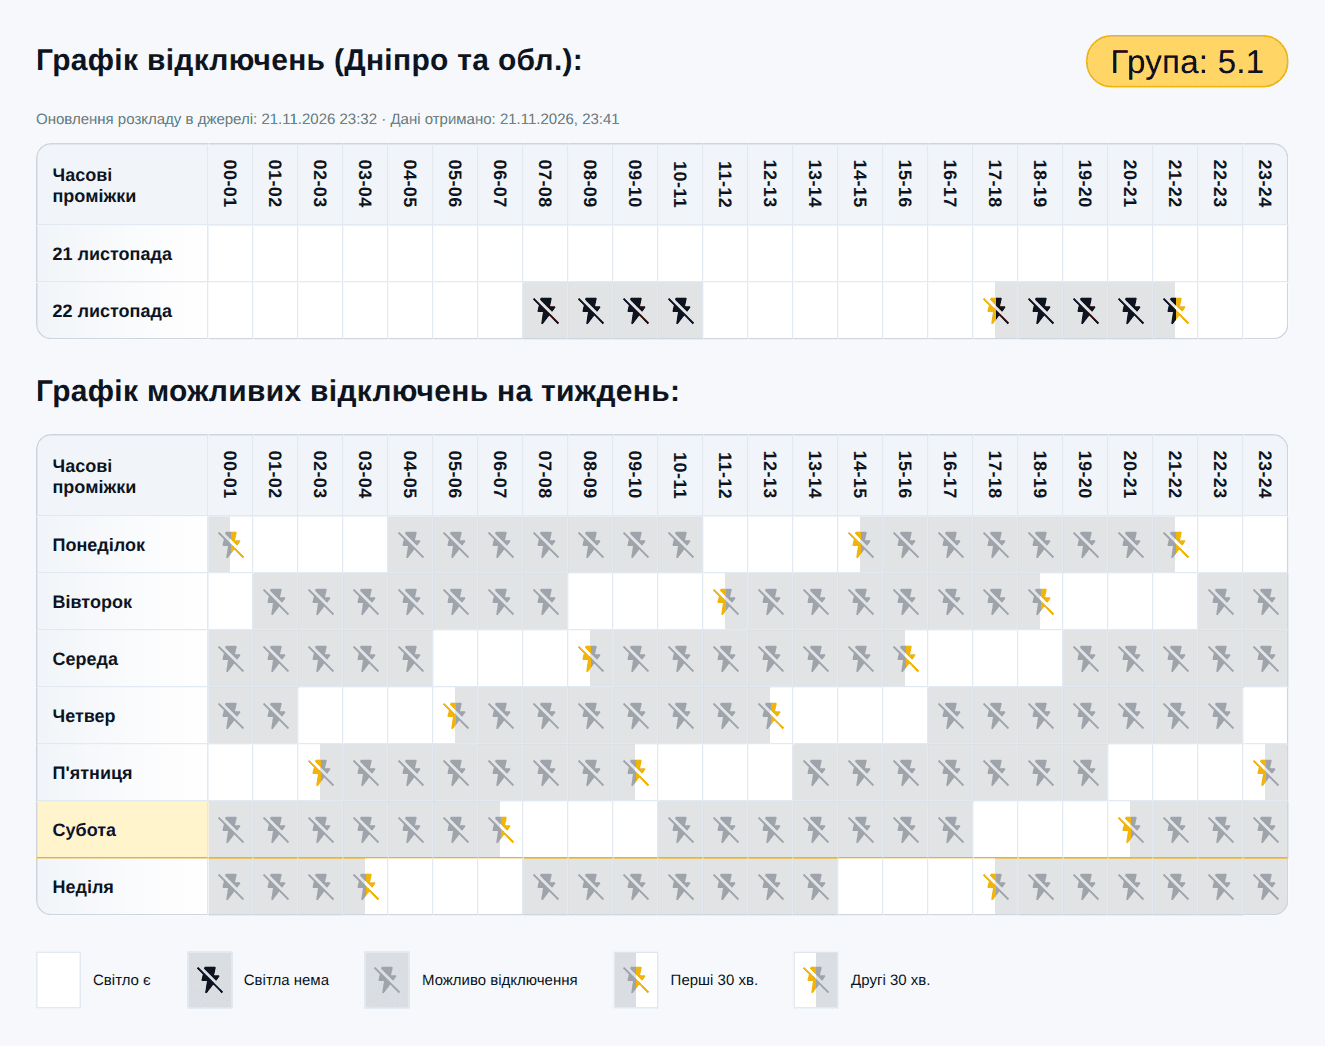 Графік відключень (Дніпро та обл.):
Група: 5.1
Оновлення розкладу в джерелі: 21.11.2026 23:32 · Дані отримано: 21.11.2026, 23:41
Часові проміжки 00-01 01-02 02-03 03-04 04-05 05-06 06-07 07-08 08-09 09-10 10-11 11-12 12-13 13-14 14-15 15-16 16-17 17-18 18-19 19-20 20-21 21-22 22-23 23-24
21 листопада
22 листопада
Графік можливих відключень на тиждень:
Часові проміжки 00-01 01-02 02-03 03-04 04-05 05-06 06-07 07-08 08-09 09-10 10-11 11-12 12-13 13-14 14-15 15-16 16-17 17-18 18-19 19-20 20-21 21-22 22-23 23-24
Понеділок
Вівторок
Середа
Четвер
П'ятниця
Субота
Неділя
Світло є Світла нема Можливо відключення Перші 30 хв. Другі 30 хв.